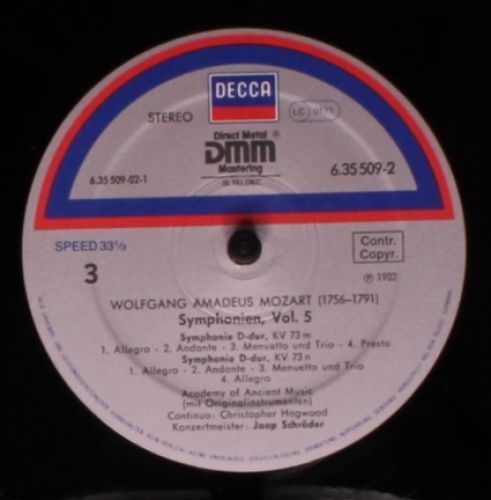 DECCA
STEREO
LC 0171
Direct Metal ®
DMM
Mastering
6.35 509-02-1
6.35 509-2
SPEED 33⅓
Contr.
Copyr.
3
℗ 1982
WOLFGANG AMADEUS MOZART (1756–1791)
Symphonien, Vol. 5
Symphonie D-dur, KV 73 m
1. Allegro - 2. Andante - 3. Menuetto und Trio - 4. Presto
Symphonie D-dur, KV 73 n
1. Allegro - 2. Andante - 3. Menuetto und Trio
4. Allegro
Academy of Ancient Music
(mit Originalinstrumenten)
Continuo: Christopher Hogwood
Konzertmeister: Jaap Schröder